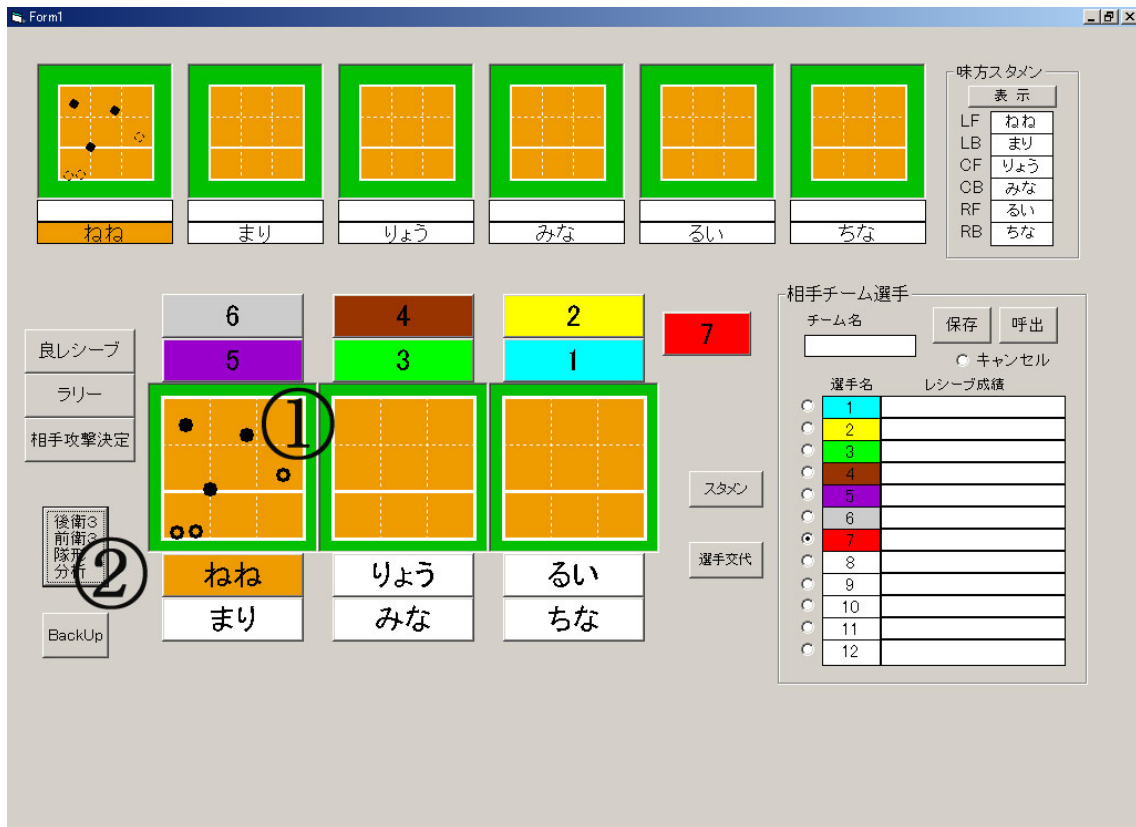 Form1
味方スタメン
表 示
LF ねね
LB まり
CF りょう
CB みな
RF るい
RB ちな
ねね まり りょう みな るい ちな
6 4 2
5 3 1
7
良レシーブ
ラリー
相手攻撃決定
①
後衛3
前衛3
隊形
分析
②
BackUp
ねね りょう るい
まり みな ちな
スタメン
選手交代
相手チーム選手
チーム名
保存 呼出
キャンセル
選手名 レシーブ成績
1
2
3
4
5
6
7
8
9
10
11
12